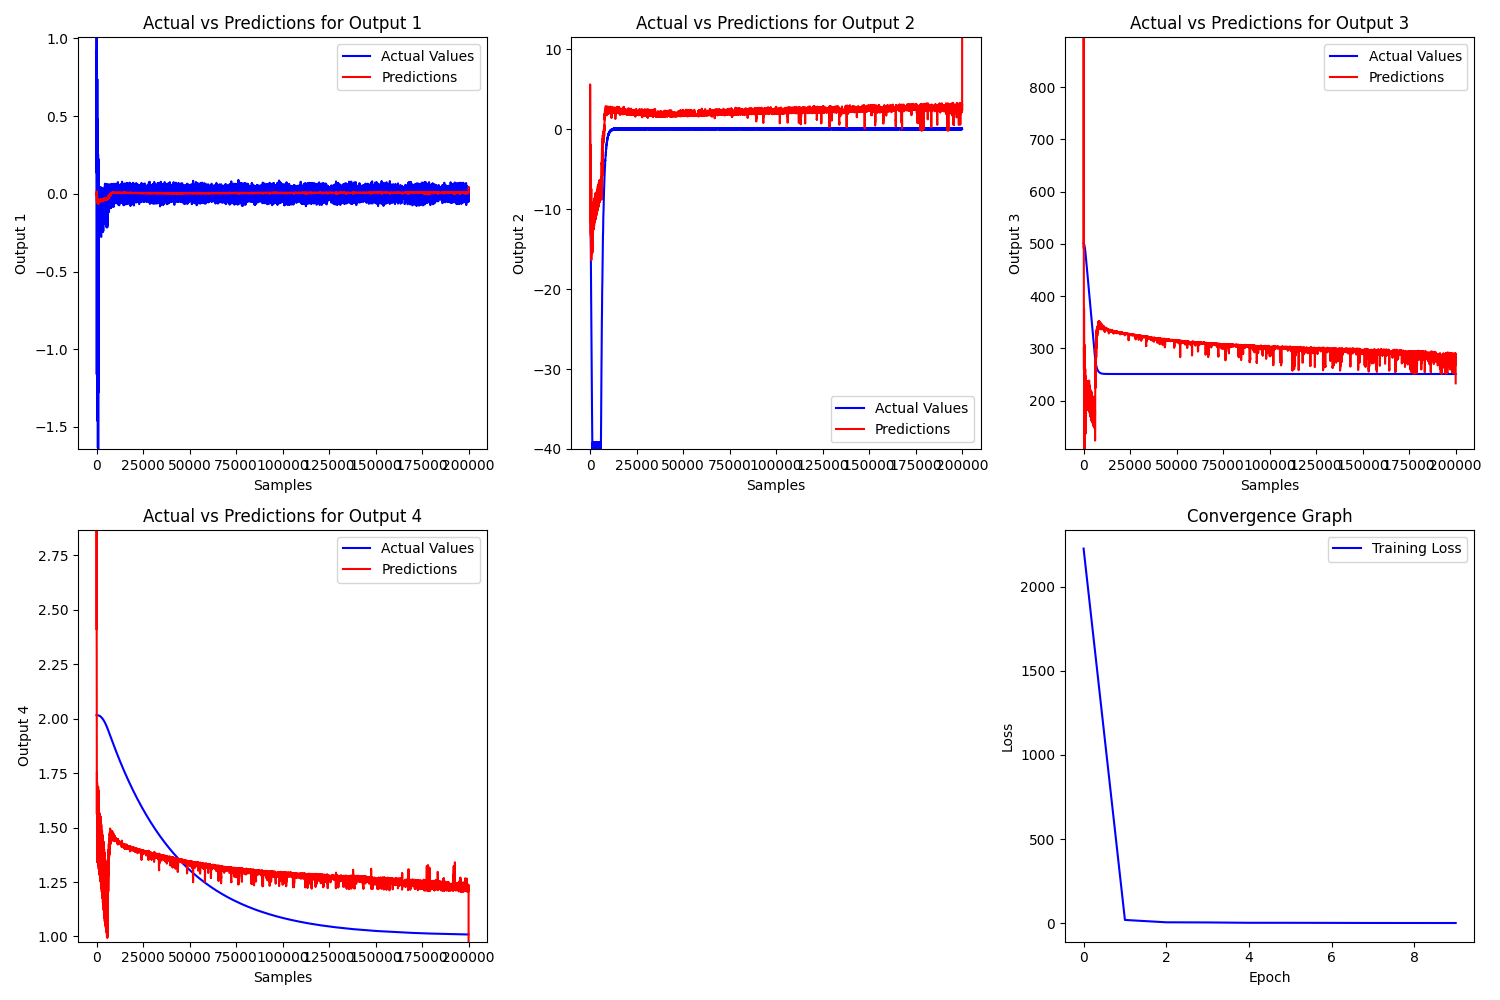 Actual vs Predictions for Output 1
Actual Values
Predictions
1.0
0.5
0.0
−0.5
−1.0
−1.5
Output 1
0 25000 50000 75000 100000 125000 150000 175000 200000
Samples
Actual vs Predictions for Output 2
10
0
−10
−20
−30
−40
Output 2
Actual Values
Predictions
0 25000 50000 75000 100000 125000 150000 175000 200000
Samples
Actual vs Predictions for Output 3
Actual Values
Predictions
800
700
600
500
400
300
200
Output 3
0 25000 50000 75000 100000 125000 150000 175000 200000
Samples
Actual vs Predictions for Output 4
Actual Values
Predictions
2.75
2.50
2.25
2.00
1.75
1.50
1.25
1.00
Output 4
0 25000 50000 75000 100000 125000 150000 175000 200000
Samples
Convergence Graph
Training Loss
2000
1500
1000
500
0
Loss
0 2 4 6 8
Epoch